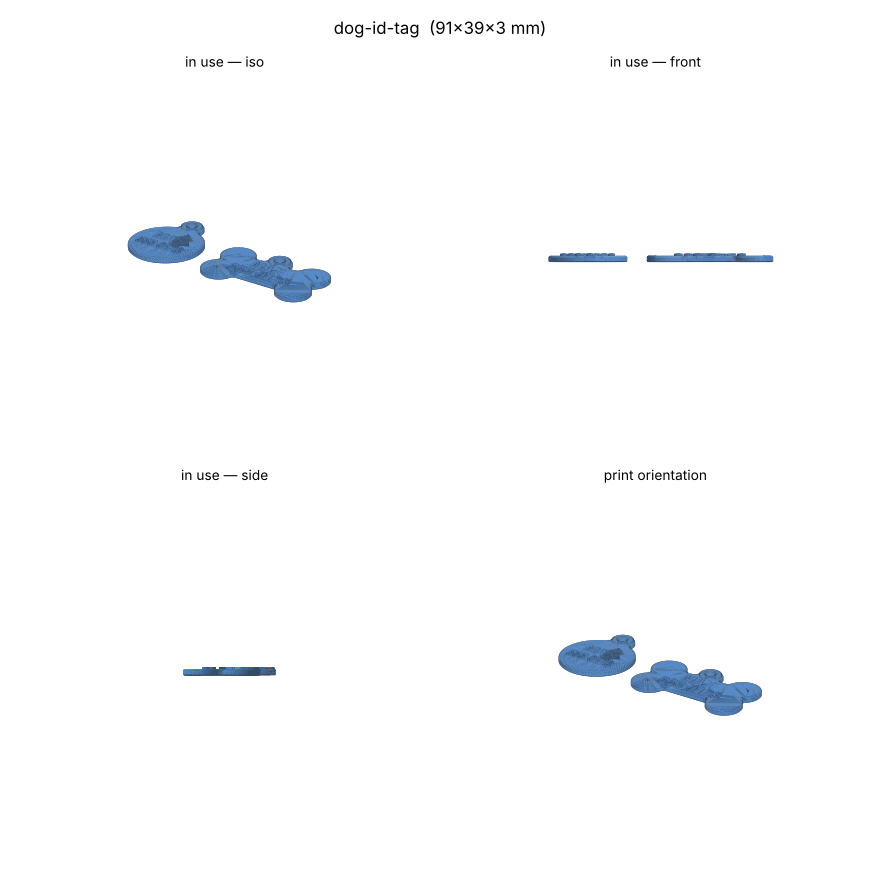 dog-id-tag (91×39×3 mm)
in use — iso
in use — front
in use — side
print orientation